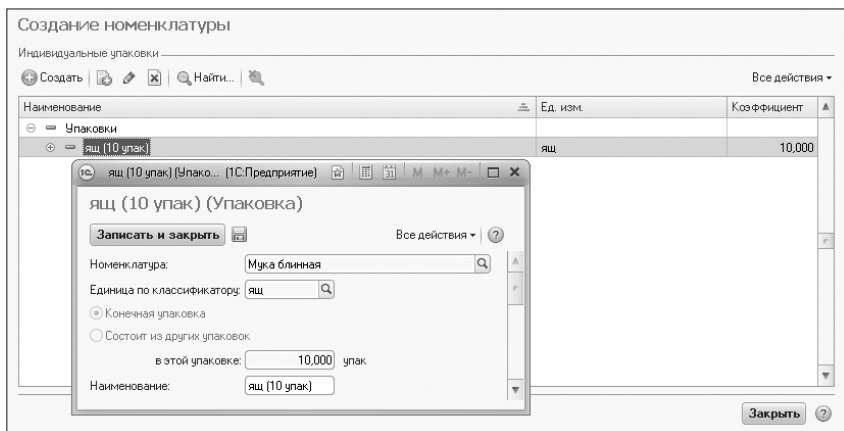 Создание номенклатуры
Индивидуальные упаковки
Создать Найти... Все действия
Наименование Ед. изм. Коэффициент
Упаковки
ящ (10 упак) ящ 10,000
ящ (10 упак) (Упако... (1С:Предприятие) 31 M M+ M-
ящ (10 упак) (Упаковка)
Записать и закрыть Все действия ?
Номенклатура: Мука блинная
Единица по классификатору: ящ
Конечная упаковка
Состоит из других упаковок
в этой упаковке: 10,000 упак
Наименование: ящ (10 упак)
Закрыть ?